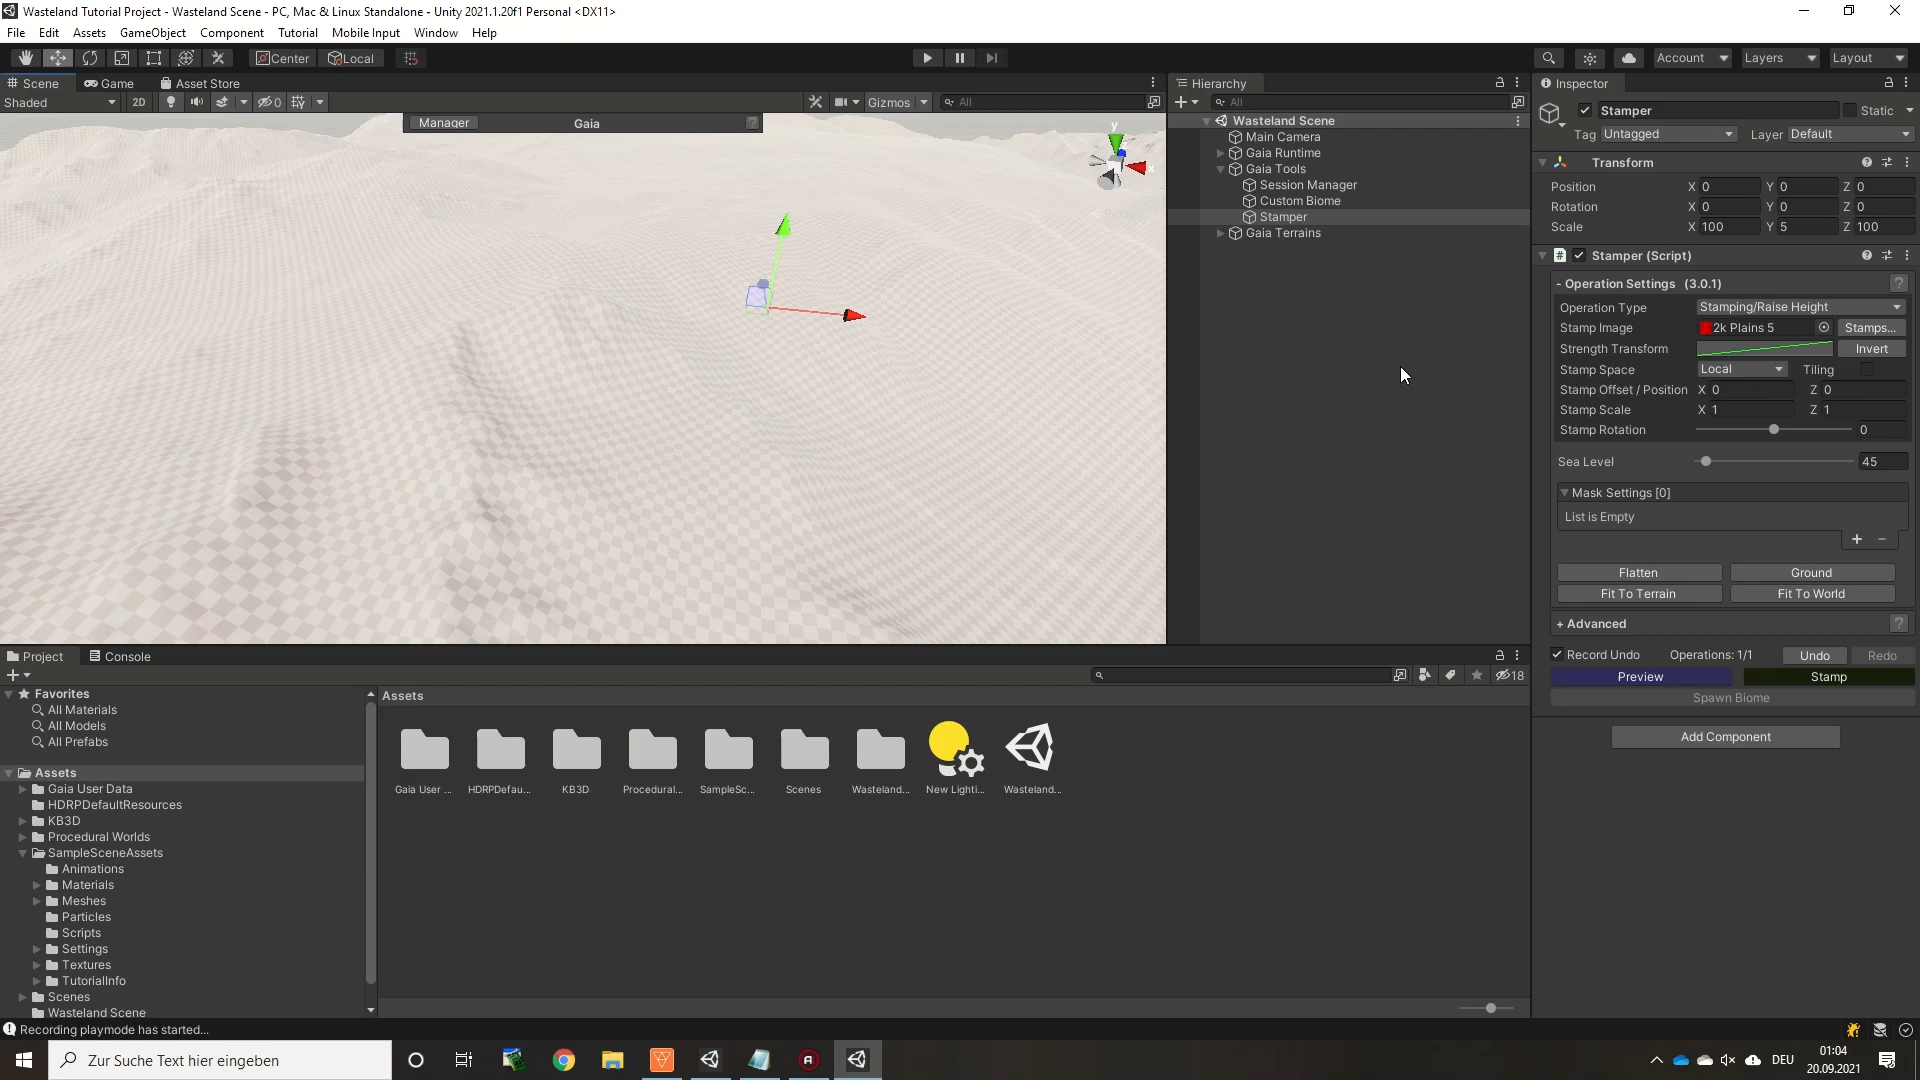 Wasteland Tutorial Project - Wasteland Scene - PC, Mac & Linux Standalone - Unity 2021.1.20f1 Personal <DX11>
File Edit Assets GameObject Component Tutorial Mobile Input Window Help
Center Local Account Layers Layout
Scene Game Asset Store
Shaded 2D 0 Gizmos All
Manager Gaia
y
x
Hierarchy
All
Wasteland Scene
Main Camera
Gaia Runtime
Gaia Tools
Session Manager
Custom Biome
Stamper
Gaia Terrains
Inspector
Stamper Static
Tag Untagged Layer Default
Transform
Position X 0 Y 0 Z 0
Rotation X 0 Y 0 Z 0
Scale X 100 Y 5 Z 100
Stamper (Script)
- Operation Settings (3.0.1) ?
Operation Type Stamping/Raise Height
Stamp Image 2k Plains 5 Stamps...
Strength Transform Invert
Stamp Space Local Tiling
Stamp Offset / Position X 0 Z 0
Stamp Scale X 1 Z 1
Stamp Rotation 0
Sea Level 45
Mask Settings [0]
List is Empty
+ -
Flatten Ground
Fit To Terrain Fit To World
+ Advanced ?
Record Undo Operations: 1/1 Undo Redo
Preview Stamp
Spawn Biome
Add Component
Project Console
18
Favorites
All Materials
All Models
All Prefabs
Assets
Gaia User Data
HDRPDefaultResources
KB3D
Procedural Worlds
SampleSceneAssets
Animations
Materials
Meshes
Particles
Scripts
Settings
Textures
TutorialInfo
Scenes
Wasteland Scene
Assets
Gaia User ... HDRPDefau... KB3D Procedural... SampleSc... Scenes Wasteland... New Lighti... Wasteland...
Recording playmode has started...
Zur Suche Text hier eingeben
DEU
01:04
20.09.2021